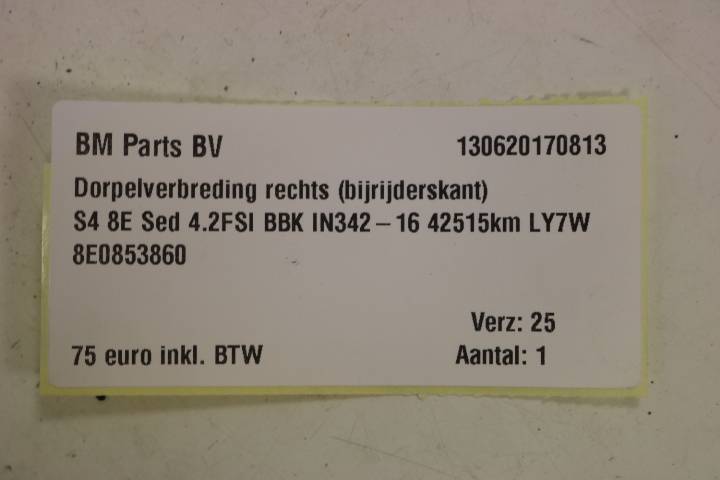 BM Parts BV 130620170813
Dorpelverbreding rechts (bijrijderskant)
S4 8E Sed 4.2FSI BBK IN342 – 16 42515km LY7W
8E0853860
Verz: 25
75 euro inkl. BTW Aantal: 1